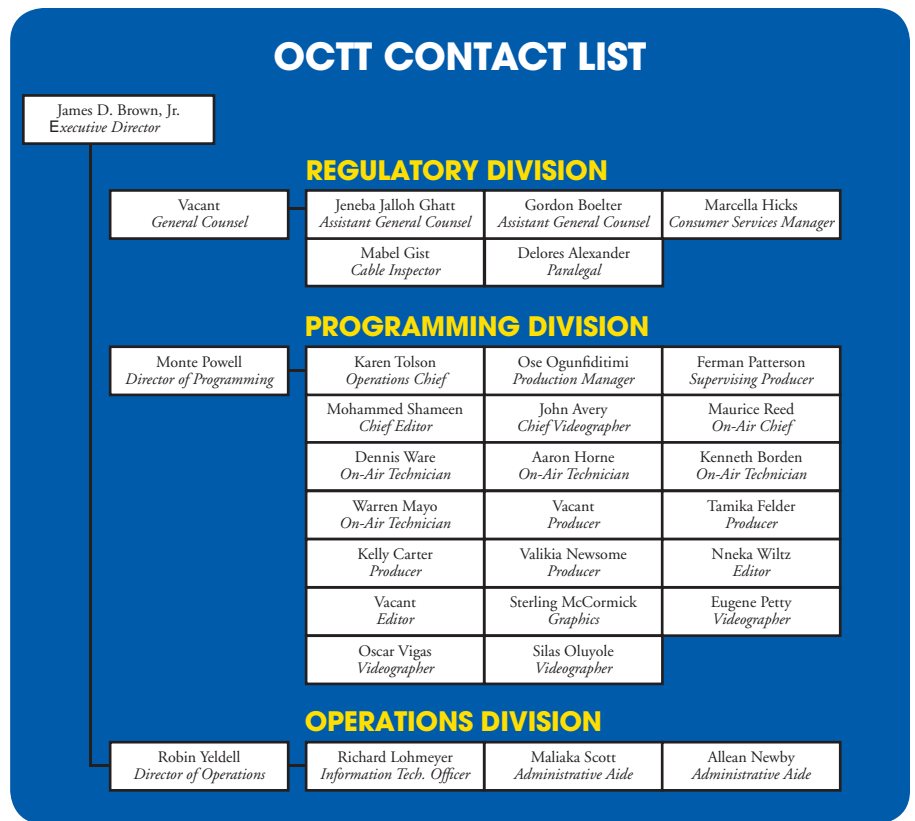 OCTT CONTACT LIST
James D. Brown, Jr.
Executive Director
REGULATORY DIVISION
Vacant
General Counsel
Jeneba Jalloh Ghatt
Assistant General Counsel
Gordon Boelter
Assistant General Counsel
Marcella Hicks
Consumer Services Manager
Mabel Gist
Cable Inspector
Delores Alexander
Paralegal
PROGRAMMING DIVISION
Monte Powell
Director of Programming
Karen Tolson
Operations Chief
Ose Ogunfiditimi
Production Manager
Ferman Patterson
Supervising Producer
Mohammed Shameen
Chief Editor
John Avery
Chief Videographer
Maurice Reed
On-Air Chief
Dennis Ware
On-Air Technician
Aaron Horne
On-Air Technician
Kenneth Borden
On-Air Technician
Warren Mayo
On-Air Technician
Vacant
Producer
Tamika Felder
Producer
Kelly Carter
Producer
Valikia Newsome
Producer
Nneka Wiltz
Editor
Vacant
Editor
Sterling McCormick
Graphics
Eugene Petty
Videographer
Oscar Vigas
Videographer
Silas Oluyole
Videographer
OPERATIONS DIVISION
Robin Yeldell
Director of Operations
Richard Lohmeyer
Information Tech. Officer
Maliaka Scott
Administrative Aide
Allean Newby
Administrative Aide